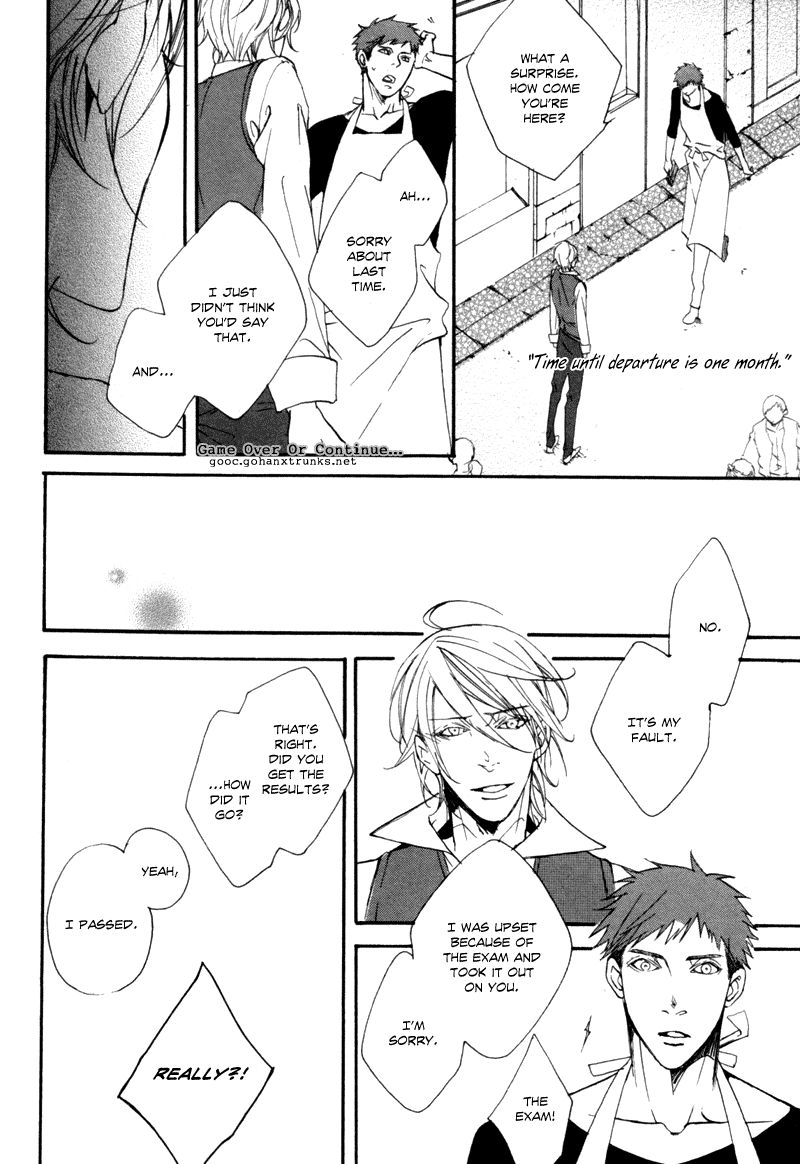 WHAT A
SURPRISE.
HOW COME
YOU'RE
HERE?
"Time until departure is one month."
AH...
SORRY
ABOUT
LAST
TIME.
I JUST
DIDN'T THINK
YOU'D SAY
THAT.
AND...
Game Over Or Continue...
gooc.gohanxtrunks.net
NO.
IT'S MY
FAULT.
I WAS UPSET
BECAUSE OF
THE EXAM AND
TOOK IT OUT
ON YOU.
I'M
SORRY.
THE
EXAM!
THAT'S
RIGHT.
DID YOU
GET THE
RESULTS?
...HOW
DID IT
GO?
YEAH,
I PASSED.
REALLY?!